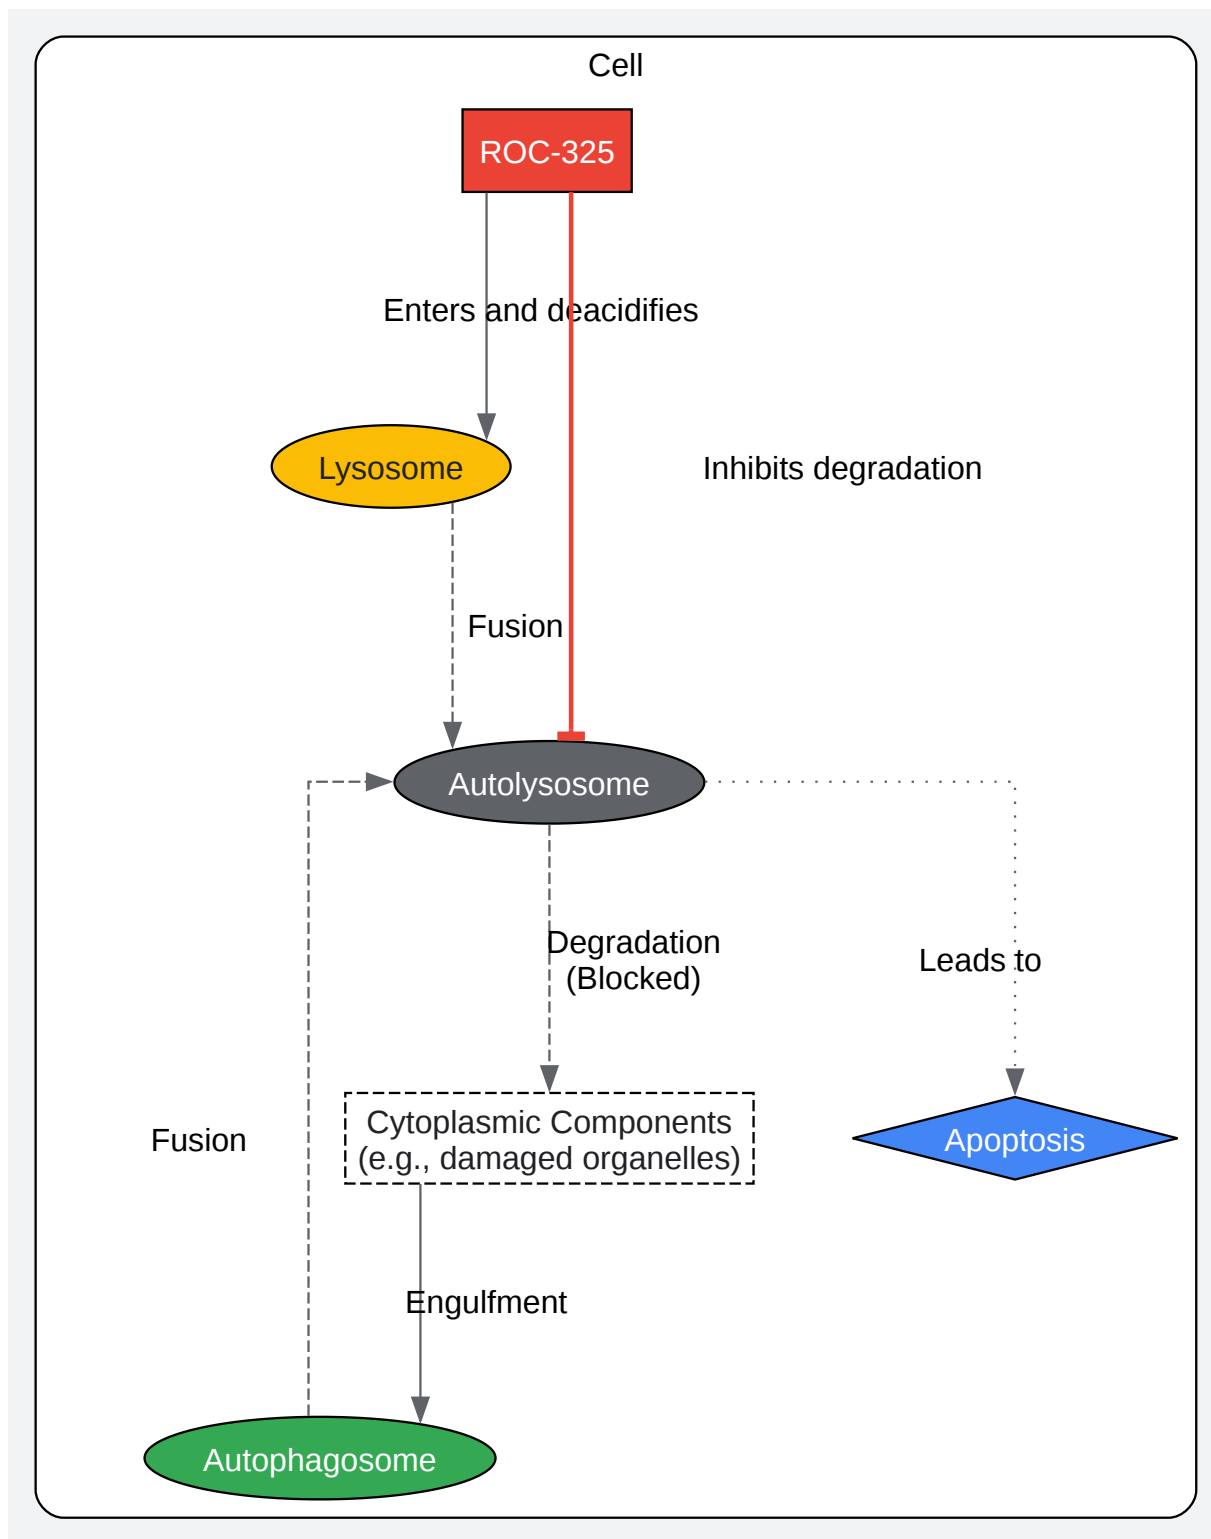 Cell
ROC-325
Enters and deacidifies
Lysosome
Inhibits degradation
Fusion
Autolysosome
Degradation
(Blocked)
Leads to
Cytoplasmic Components
(e.g., damaged organelles)
Fusion
Apoptosis
Engulfment
Autophagosome